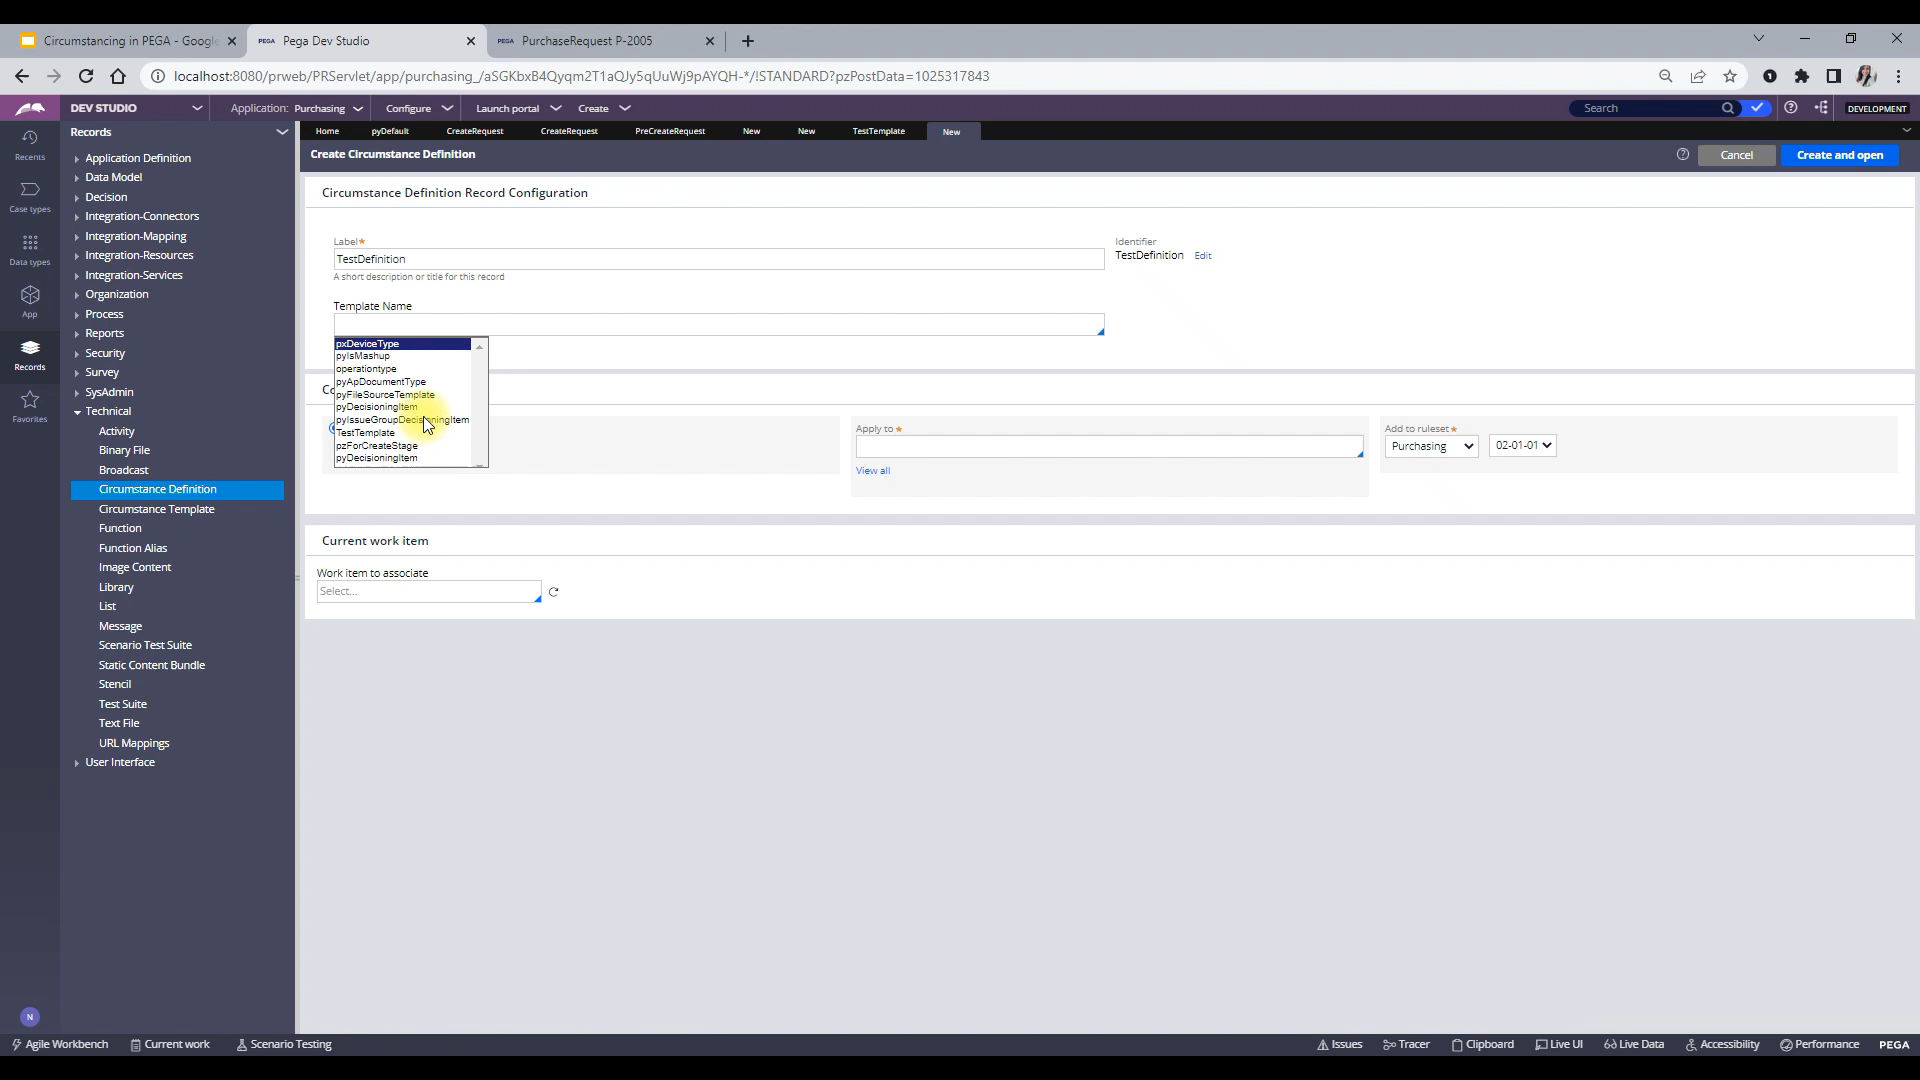 Circumstancing in PEGA - Google
PEGA Pega Dev Studio
PEGA PurchaseRequest P-2005
localhost:8080/prweb/PRServlet/app/purchasing_/aSGKbxB4Qyqm2T1aQJy5qUuWj9pAYQH-*/!STANDARD?pzPostData=1025317843
DEV STUDIO
Application: Purchasing
Configure
Launch portal
Create
Search
DEVELOPMENT
Recents
Case types
Data types
App
Records
Favorites
N
Records
Application Definition
Data Model
Decision
Integration-Connectors
Integration-Mapping
Integration-Resources
Integration-Services
Organization
Process
Reports
Security
Survey
SysAdmin
Technical
Activity
Binary File
Broadcast
Circumstance Definition
Circumstance Template
Function
Function Alias
Image Content
Library
List
Message
Scenario Test Suite
Static Content Bundle
Stencil
Test Suite
Text File
URL Mappings
User Interface
Home pyDefault CreateRequest CreateRequest PreCreateRequest New New TestTemplate New
Create Circumstance Definition
Cancel
Create and open
Circumstance Definition Record Configuration
Label*
TestDefinition
A short description or title for this record
Identifier
TestDefinition Edit
Template Name
pxDeviceType
pyIsMashup
operationtype
pyApDocumentType
pyFileSourceTemplate
pyDecisioningItem
pyIssueGroupDecisioningItem
TestTemplate
pzForCreateStage
pyDecisioningItem
Co
Apply to *
View all
Add to ruleset *
Purchasing
02-01-01
Current work item
Work item to associate
Select...
Agile Workbench
Current work
Scenario Testing
Issues
Tracer
Clipboard
Live UI
Live Data
Accessibility
Performance
PEGA